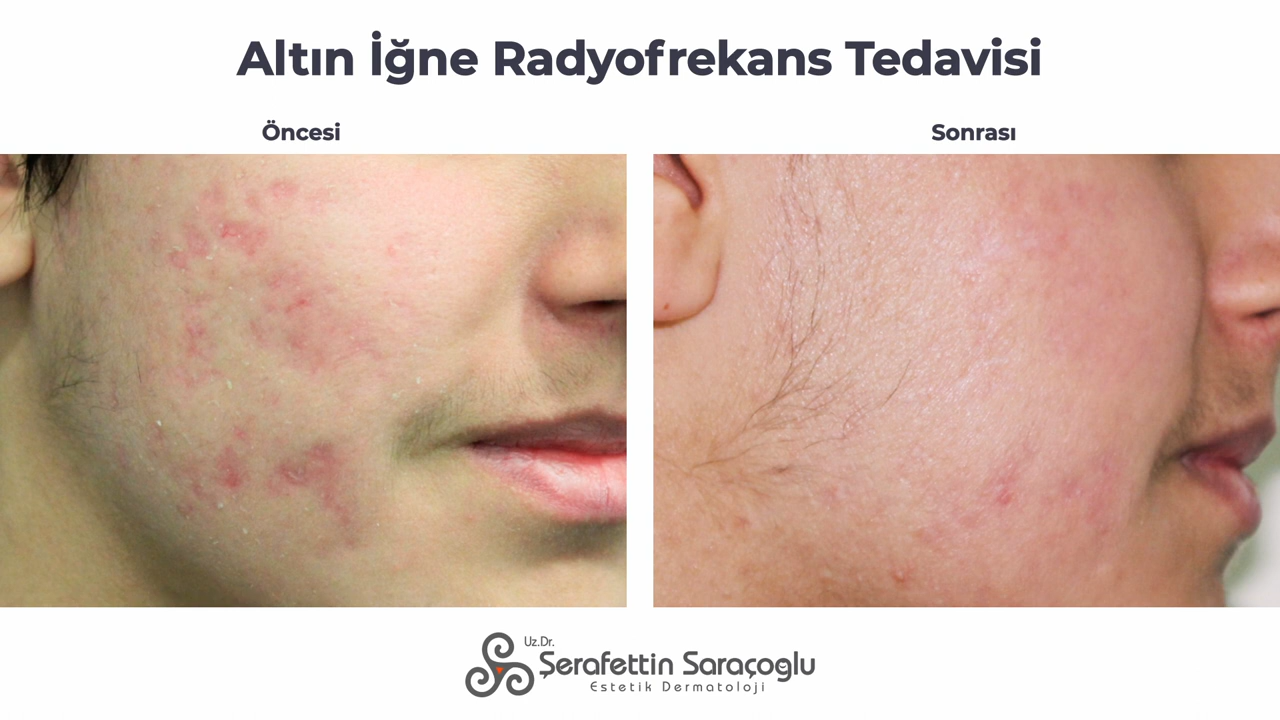 Altın İğne Radyofrekans Tedavisi
Öncesi
Sonrası
Uz.Dr.
Şerafettin Saraçoglu
Estetik Dermatoloji